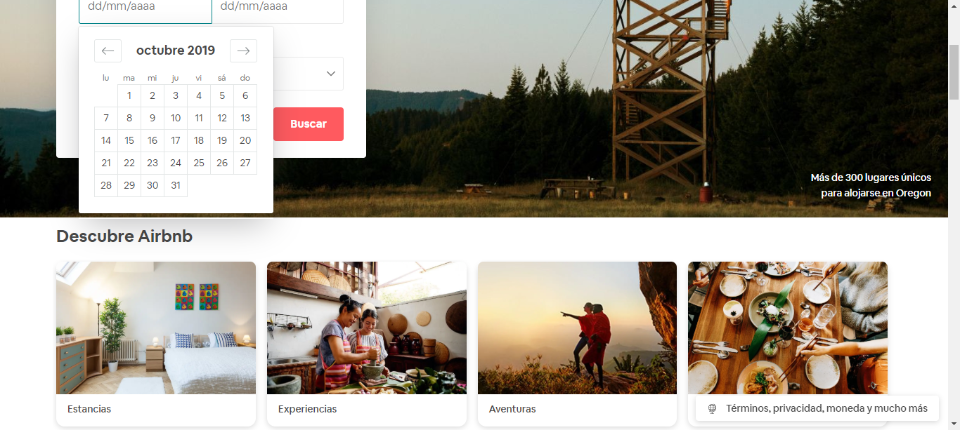 dd/mm/aaaa dd/mm/aaaa
octubre 2019
lu ma mi ju vi sá do
1 2 3 4 5 6
7 8 9 10 11 12 13
14 15 16 17 18 19 20
21 22 23 24 25 26 27
28 29 30 31
Buscar
Más de 300 lugares únicos
para alojarse en Oregon
Descubre Airbnb
Estancias
Experiencias
Aventuras
Términos, privacidad, moneda y mucho más